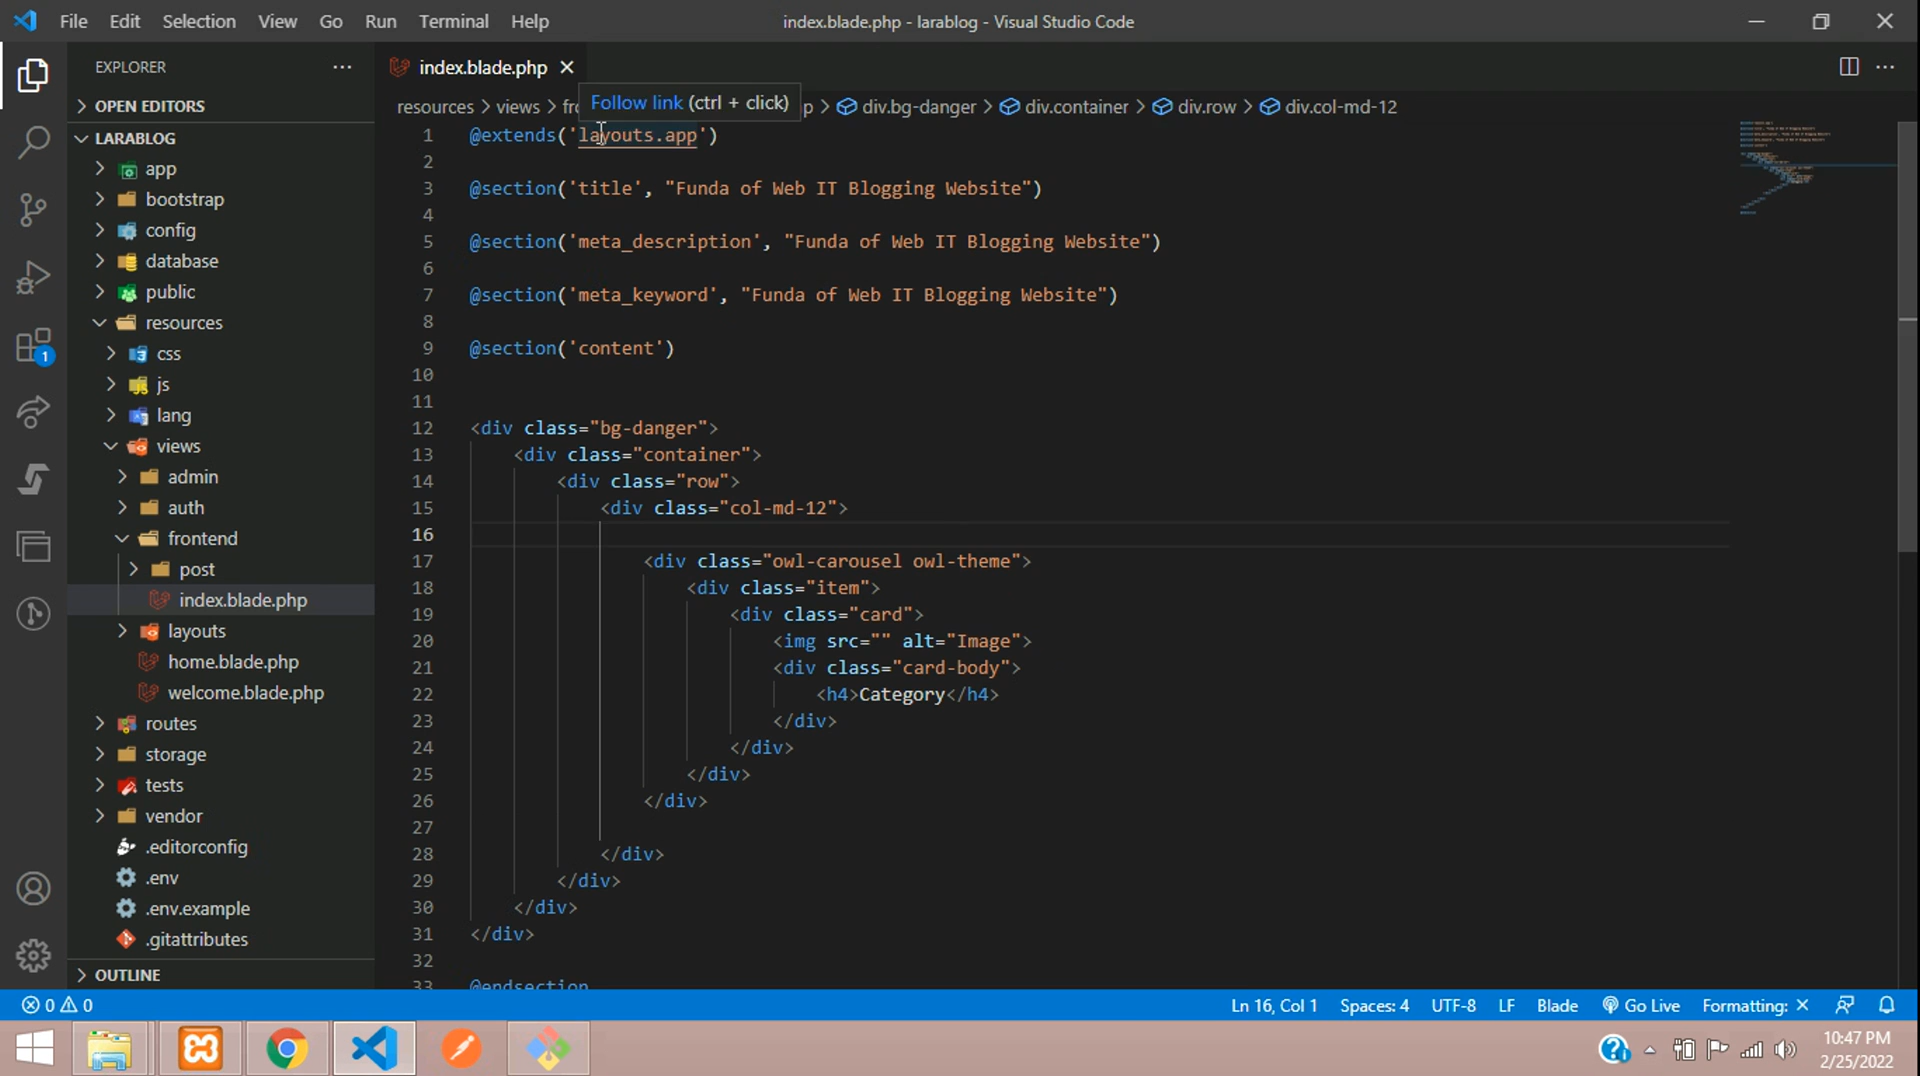 File Edit Selection View Go Run Terminal Help
index.blade.php - larablog - Visual Studio Code
EXPLORER
OPEN EDITORS
LARABLOG
app
bootstrap
config
database
public
resources
css
js
lang
views
admin
auth
frontend
post
index.blade.php
layouts
home.blade.php
welcome.blade.php
routes
storage
tests
vendor
.editorconfig
.env
.env.example
.gitattributes
OUTLINE
index.blade.php
Follow link (ctrl + click)
resources > views > div.bg-danger > div.container > div.row > div.col-md-12
1 @extends('layouts.app')
2
3 @section('title', "Funda of Web IT Blogging Website")
4
5 @section('meta_description', "Funda of Web IT Blogging Website")
6
7 @section('meta_keyword', "Funda of Web IT Blogging Website")
8
9 @section('content')
10
11
12 <div class="bg-danger">
13 <div class="container">
14 <div class="row">
15 <div class="col-md-12">
16
17 <div class="owl-carousel owl-theme">
18 <div class="item">
19 <div class="card">
20 <img src="" alt="Image">
21 <div class="card-body">
22 <h4>Category</h4>
23 </div>
24 </div>
25 </div>
26 </div>
27
28 </div>
29 </div>
30 </div>
31 </div>
32
33 @endsection
0 0
Ln 16, Col 1 Spaces: 4 UTF-8 LF Blade Go Live Formatting: ×
10:47 PM
2/25/2022